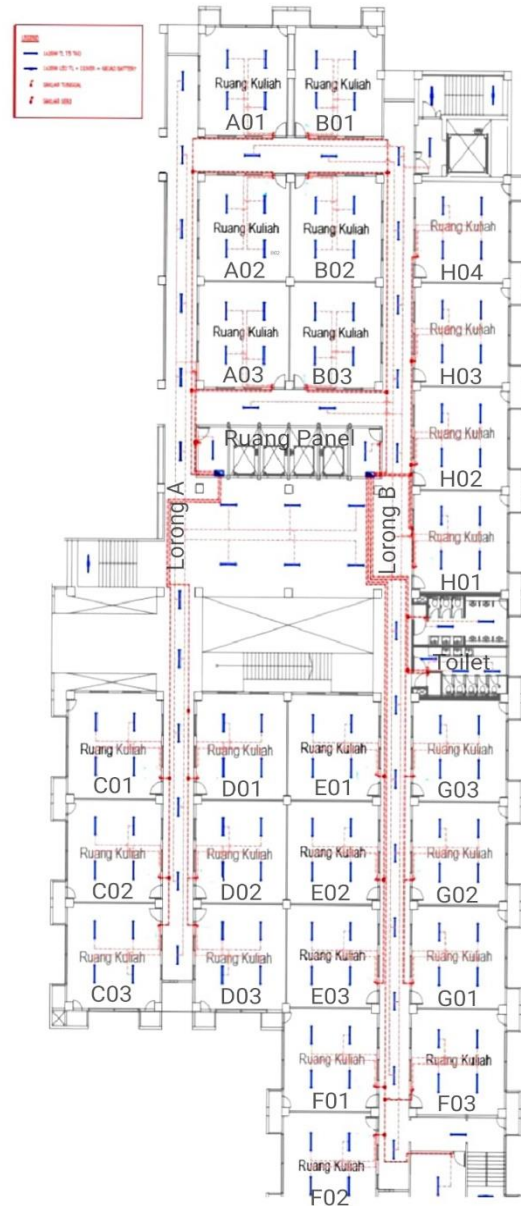 LEGEND
Ruang Kuliah
A01
Ruang Kuliah
B01
Ruang Kuliah
A02
Ruang Kuliah
B02
Ruang Kuliah
H04
Ruang Kuliah
A03
Ruang Kuliah
B03
Ruang Kuliah
H03
Ruang Panel
Ruang Kuliah
H02
Lorong A
Lorong B
Ruang Kuliah
H01
Toilet
Ruang Kuliah
C01
Ruang Kuliah
D01
Ruang Kuliah
E01
Ruang Kuliah
G03
Ruang Kuliah
C02
Ruang Kuliah
D02
Ruang Kuliah
E02
Ruang Kuliah
G02
Ruang Kuliah
C03
Ruang Kuliah
D03
Ruang Kuliah
E03
Ruang Kuliah
G01
Ruang Kuliah
F01
Ruang Kuliah
F03
Ruang Kuliah
F02